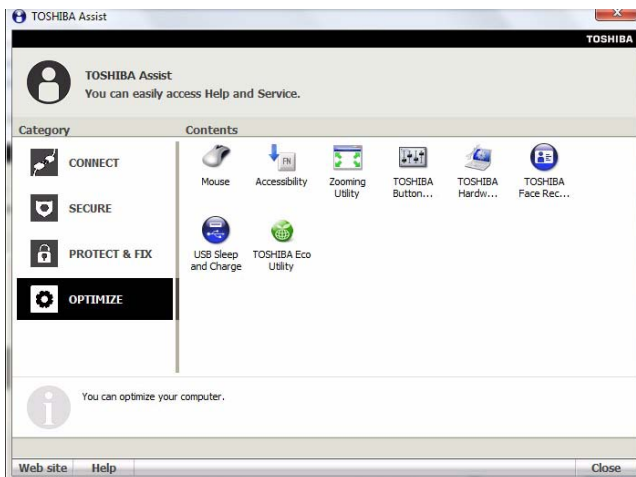 TOSHIBA Assist
TOSHIBA
TOSHIBA Assist
You can easily access Help and Service.
Category
Contents
CONNECT
SECURE
PROTECT & FIX
OPTIMIZE
Mouse
Accessibility
Zooming
Utility
TOSHIBA
Button...
TOSHIBA
Hardw...
TOSHIBA
Face Rec...
FN
USB Sleep
and Charge
TOSHIBA Eco
Utility
You can optimize your computer.
Web site
Help
Close